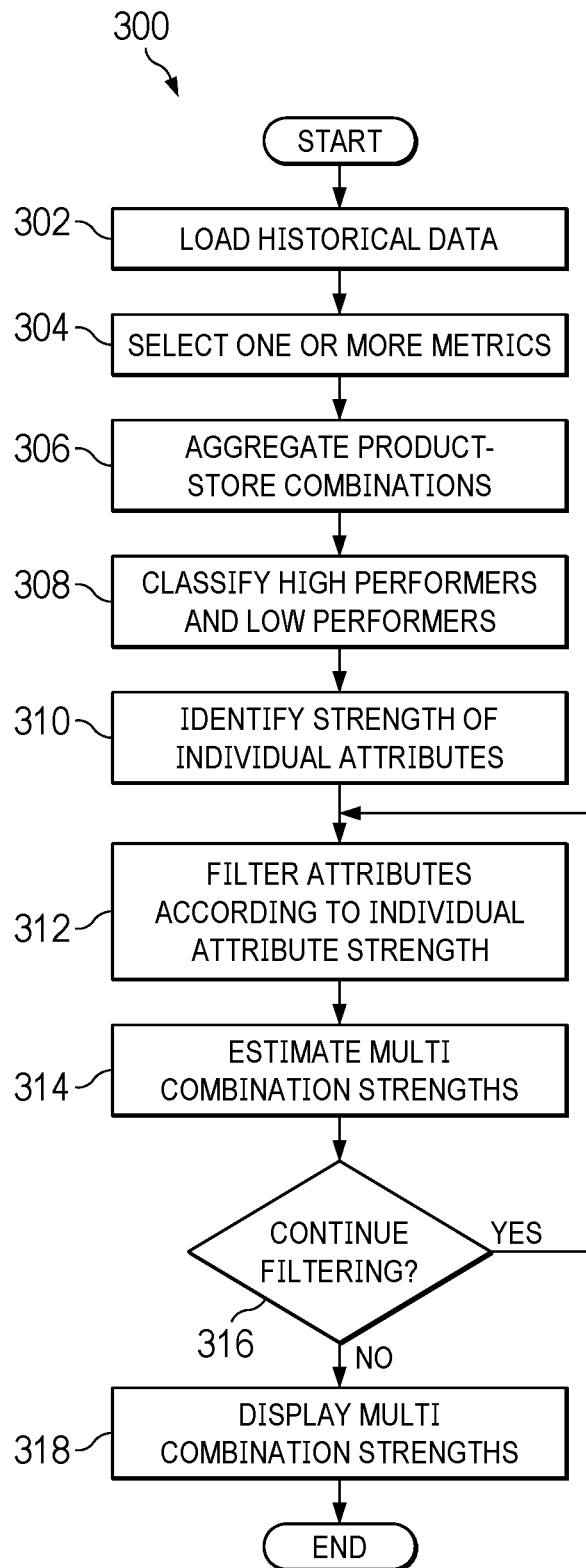 300
START
302
LOAD HISTORICAL DATA
304
SELECT ONE OR MORE METRICS
306
AGGREGATE PRODUCT-
STORE COMBINATIONS
308
CLASSIFY HIGH PERFORMERS
AND LOW PERFORMERS
310
IDENTIFY STRENGTH OF
INDIVIDUAL ATTRIBUTES
312
FILTER ATTRIBUTES
ACCORDING TO INDIVIDUAL
ATTRIBUTE STRENGTH
314
ESTIMATE MULTI
COMBINATION STRENGTHS
316
CONTINUE
FILTERING?
YES
NO
318
DISPLAY MULTI
COMBINATION STRENGTHS
END